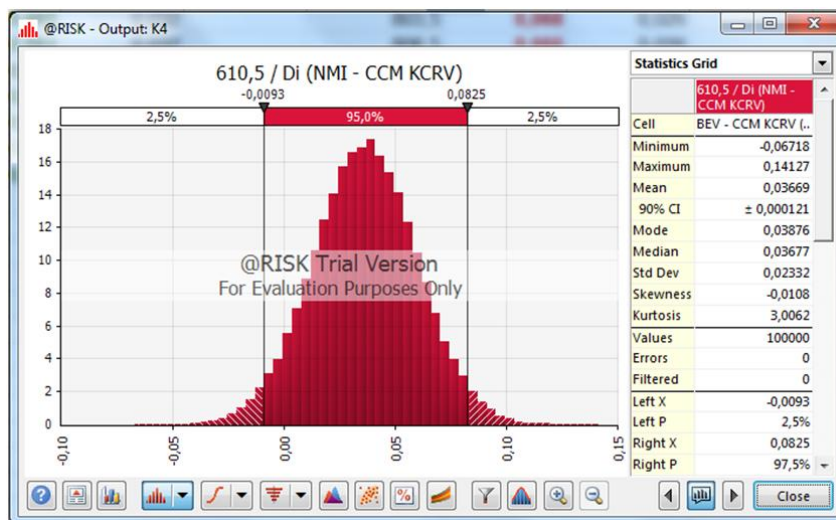 @RISK - Output: K4
610,5 / Di (NMI - CCM KCRV)
-0,0093 0,0825
2,5% 95,0% 2,5%
18
16
14
12
10
8
6
4
2
0
-0,10 -0,05 0,00 0,05 0,10 0,15
@RISK Trial Version
For Evaluation Purposes Only
Statistics Grid
610,5 / Di (NMI -
CCM KCRV)
Cell BEV - CCM KCRV (..
Minimum -0,06718
Maximum 0,14127
Mean 0,03669
90% CI ± 0,000121
Mode 0,03876
Median 0,03677
Std Dev 0,02332
Skewness -0,0108
Kurtosis 3,0062
Values 100000
Errors 0
Filtered 0
Left X -0,0093
Left P 2,5%
Right X 0,0825
Right P 97,5%
Close